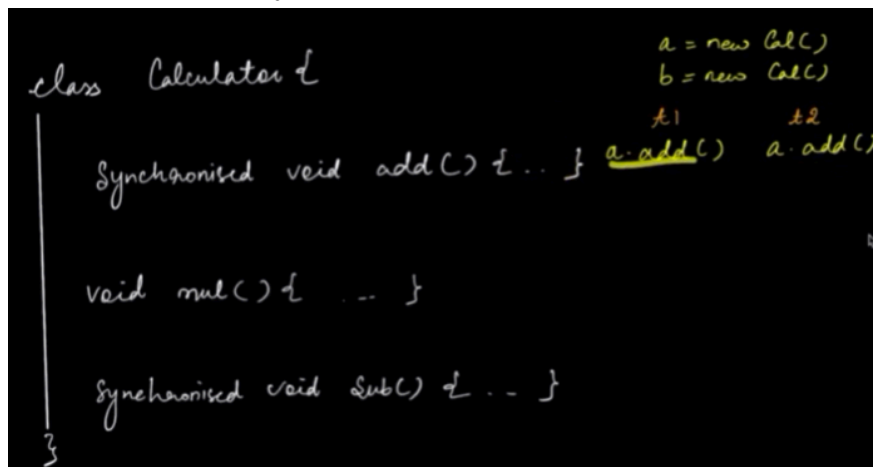 a = new Cal()
class Calculator {
b = new Cal()
t1 t2
Synchronised void add() { .. } a.add() a.add()
void mul() { ... }
Synchronised void Sub() { .. }
}